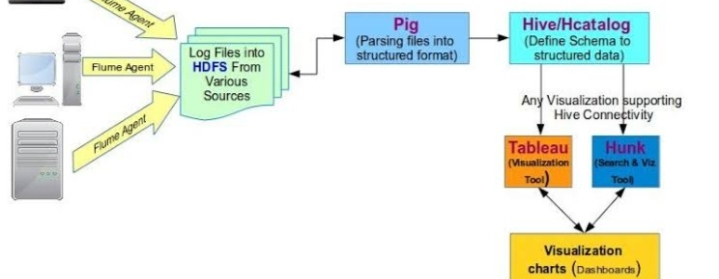 Flume Agent
Flume Agent
Flume Agent
Log Files into
HDFS From
Various
Sources
Pig
(Parsing files into
structured format)
Hive/Hcatalog
(Define Schema to
structured data)
Any Visualization supporting
Hive Connectivity
Tableau
(Visualization
Tool)
Hunk
(Search & Viz
Tool)
Visualization
charts (Dashboards)